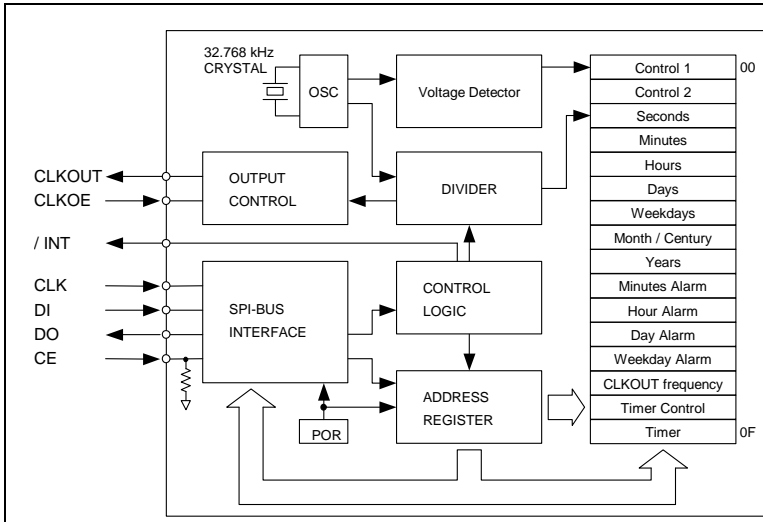 32.768 kHz
CRYSTAL
OSC
Voltage Detector
CLKOUT
CLKOE
OUTPUT
CONTROL
DIVIDER
/ INT
CLK
DI
DO
CE
SPI-BUS
INTERFACE
CONTROL
LOGIC
ADDRESS
REGISTER
POR
Control 1
00
Control 2
Seconds
Minutes
Hours
Days
Weekdays
Month / Century
Years
Minutes Alarm
Hour Alarm
Day Alarm
Weekday Alarm
CLKOUT frequency
Timer Control
Timer
0F